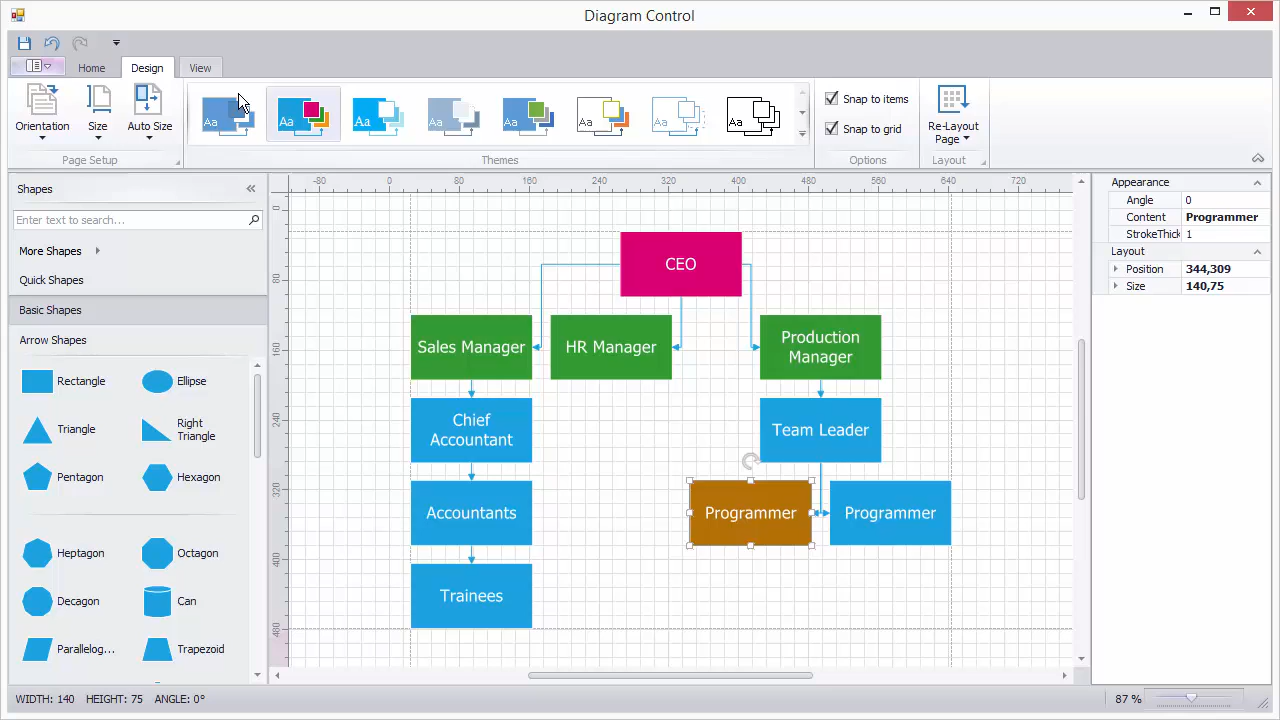 Diagram Control
Home
Design
View
Orientation
Size
Auto Size
Page Setup
Aa
Aa
Aa
Aa
Aa
Aa
Aa
Aa
Themes
Snap to items
Snap to grid
Options
Re-Layout
Page
Layout
Shapes
Enter text to search...
More Shapes
Quick Shapes
Basic Shapes
Arrow Shapes
Rectangle
Ellipse
Triangle
Right
Triangle
Pentagon
Hexagon
Heptagon
Octagon
Decagon
Can
Parallelog...
Trapezoid
-80
0
80
160
240
320
400
480
560
640
720
0
80
160
240
320
400
480
CEO
Sales Manager
HR Manager
Production
Manager
Chief
Accountant
Team Leader
Accountants
Programmer
Programmer
Trainees
Appearance
Angle 0
Content Programmer
StrokeThick 1
Layout
Position 344,309
Size 140,75
WIDTH: 140 HEIGHT: 75 ANGLE: 0°
87 %